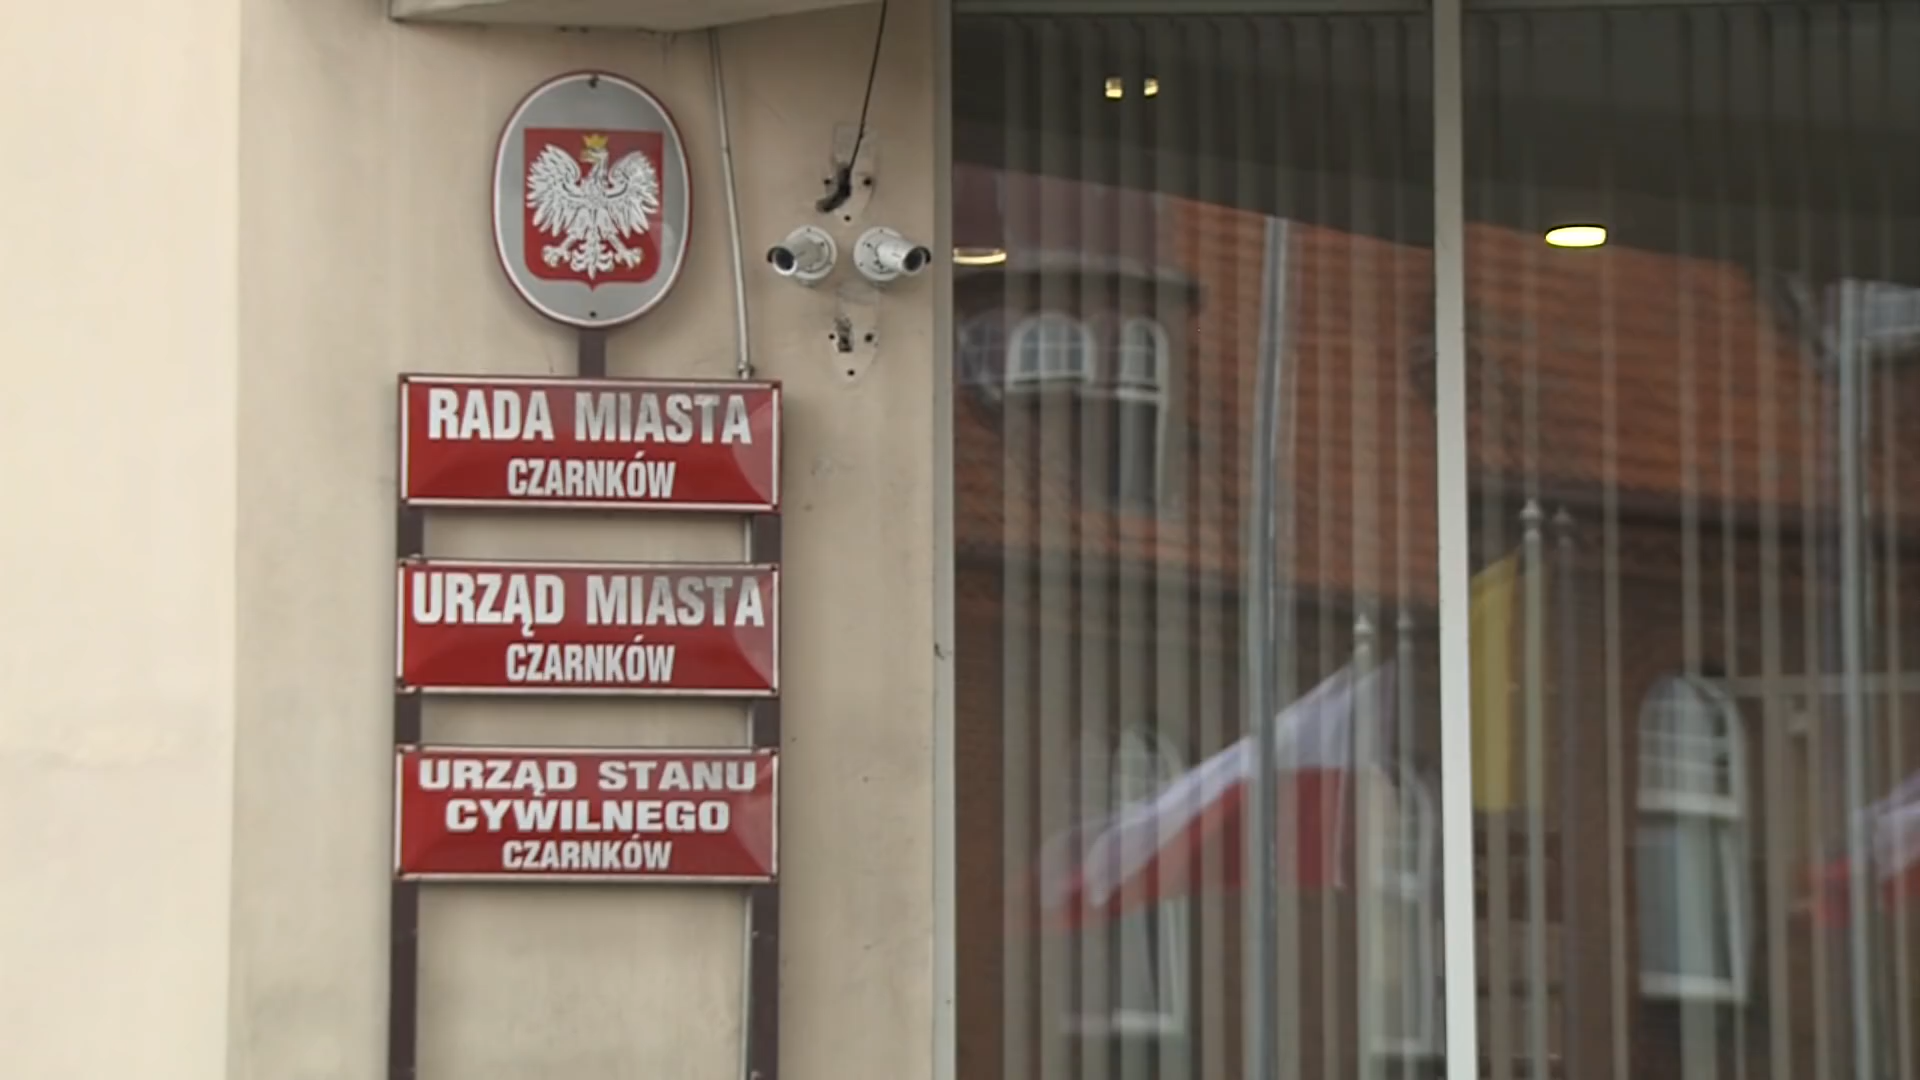 RADA MIASTA
CZARNKÓW
URZĄD MIASTA
CZARNKÓW
URZĄD STANU
CYWILNEGO
CZARNKÓW